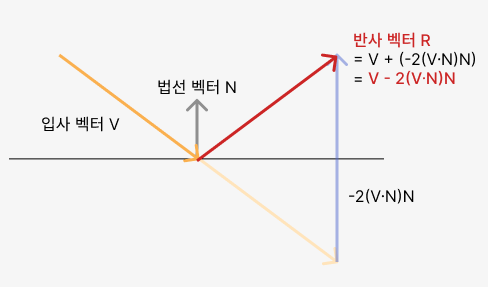 반사 벡터 R
= V + (-2(V·N)N)
= V - 2(V·N)N
법선 벡터 N
입사 벡터 V
-2(V·N)N